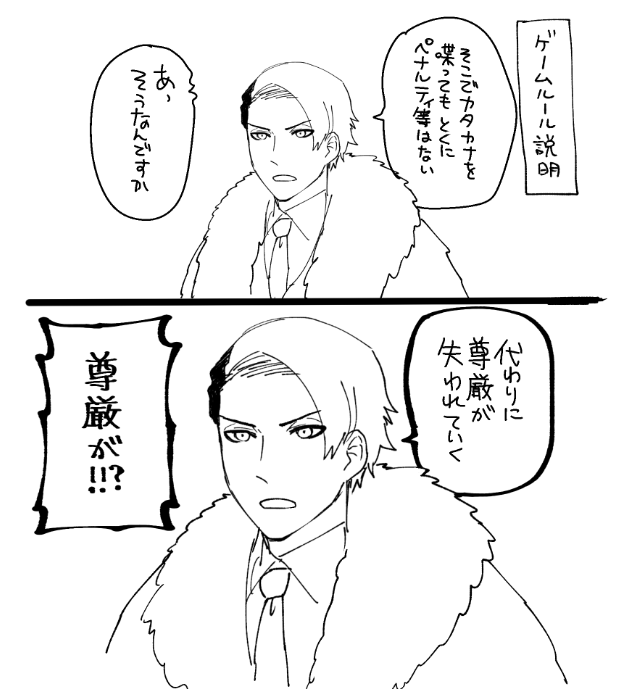 ゲームルール説明
そこでカタカナを
喋ってもとくに
ペナルティ等はない
あ、
そうなんですか
代わりに
尊厳が
失われていく
尊厳が!!?